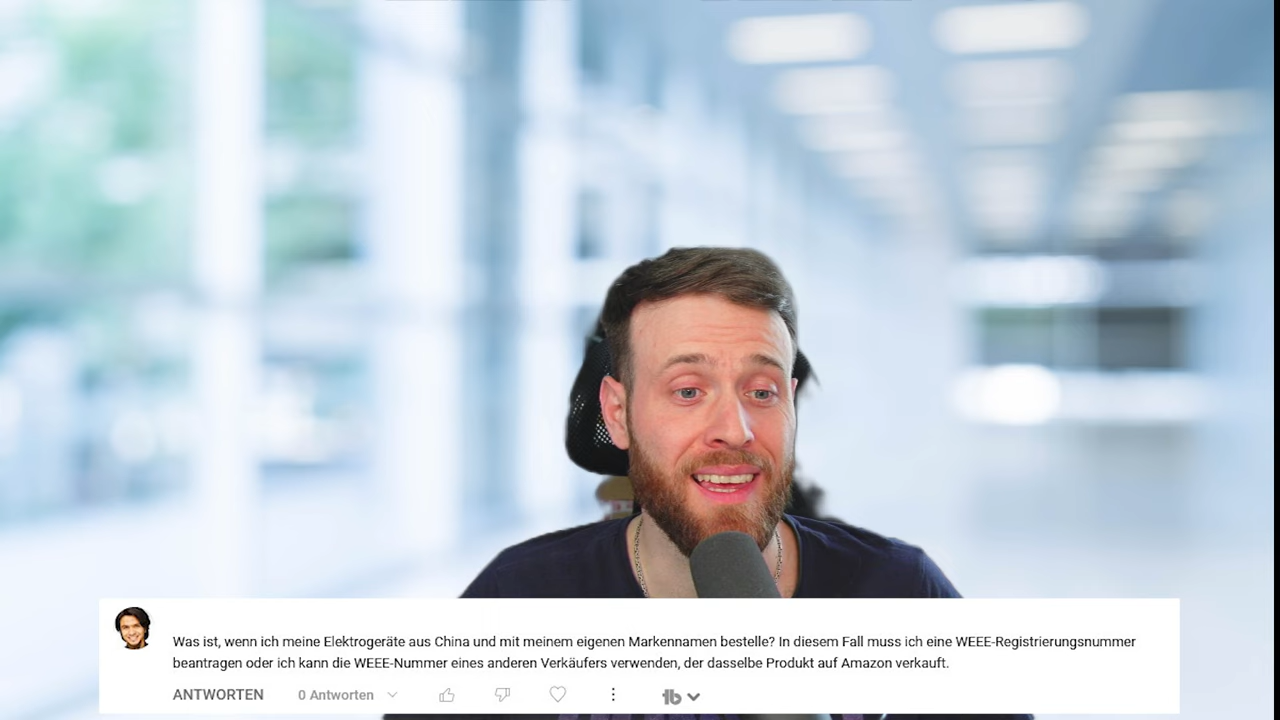 Was ist, wenn ich meine Elektrogeräte aus China und mit meinem eigenen Markennamen bestelle? In diesem Fall muss ich eine WEEE-Registrierungsnummer
beantragen oder ich kann die WEEE-Nummer eines anderen Verkäufers verwenden, der dasselbe Produkt auf Amazon verkauft.
ANTWORTEN 0 Antworten tb